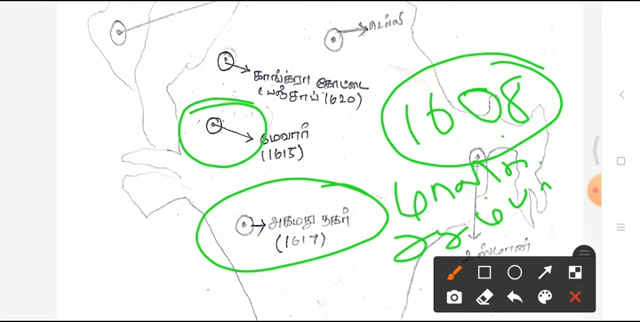 டெல்லி
காங்க்ரா கோட்டை
(பஞ்சாப் 1620)
1608
மேவார்
(1615)
மாலிக்
அகமது நகர்
(1617)